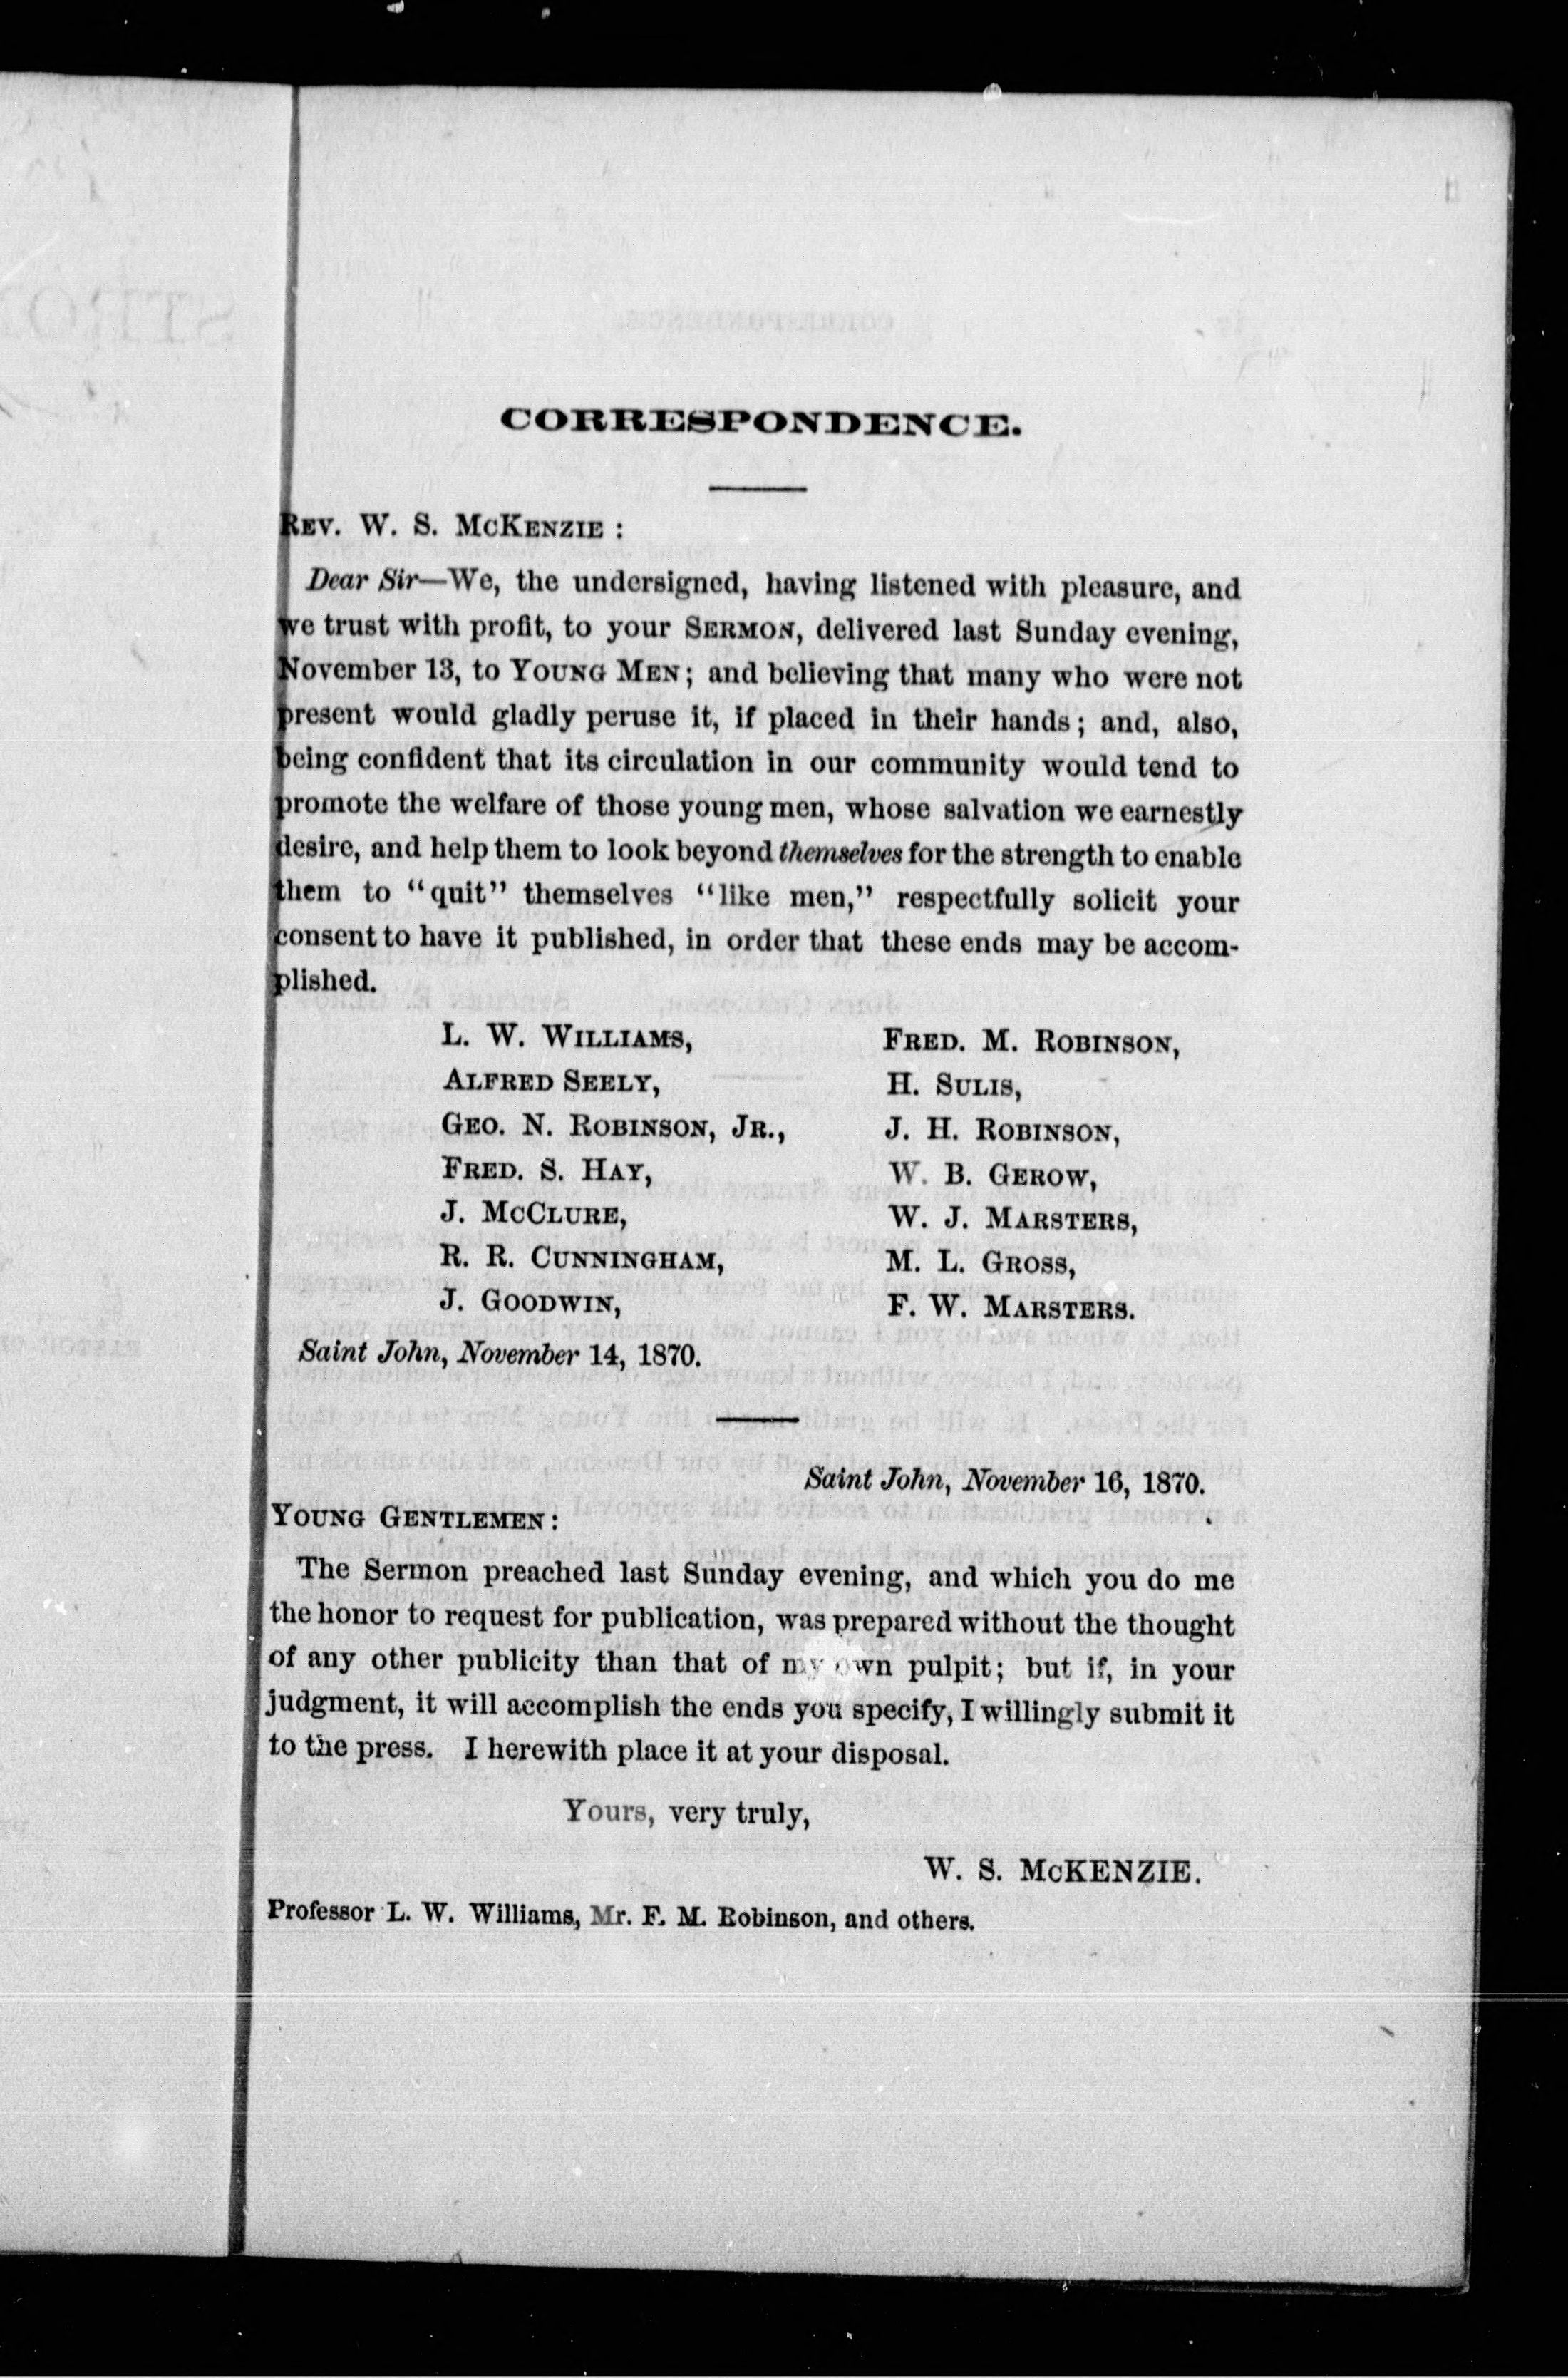 CORRESPONDENCE.
REV. W. S. MCKENZIE :
Dear Sir—We, the undersigned, having listened with pleasure, and
we trust with profit, to your SERMON, delivered last Sunday evening,
November 13, to YOUNG MEN; and believing that many who were not
present would gladly peruse it, if placed in their hands; and, also,
being confident that its circulation in our community would tend to
promote the welfare of those young men, whose salvation we earnestly
desire, and help them to look beyond themselves for the strength to enable
them to "quit" themselves "like men," respectfully solicit your
consent to have it published, in order that these ends may be accom-
plished.
L. W. WILLIAMS,
ALFRED SEELY,
GEO. N. ROBINSON, JR.,
FRED. S. HAY,
J. MCCLURE,
R. R. CUNNINGHAM,
J. GOODWIN,
FRED. M. ROBINSON,
H. SULIS,
J. H. ROBINSON,
W. B. GEROW,
W. J. MARSTERS,
M. L. GROSS,
F. W. MARSTERS.
Saint John, November 14, 1870.
Saint John, November 16, 1870.
YOUNG GENTLEMEN:
The Sermon preached last Sunday evening, and which you do me
the honor to request for publication, was prepared without the thought
of any other publicity than that of my own pulpit; but if, in your
judgment, it will accomplish the ends you specify, I willingly submit it
to the press. I herewith place it at your disposal.
Yours, very truly,
W. S. McKENZIE.
Professor L. W. Williams, Mr. F. M. Robinson, and others.